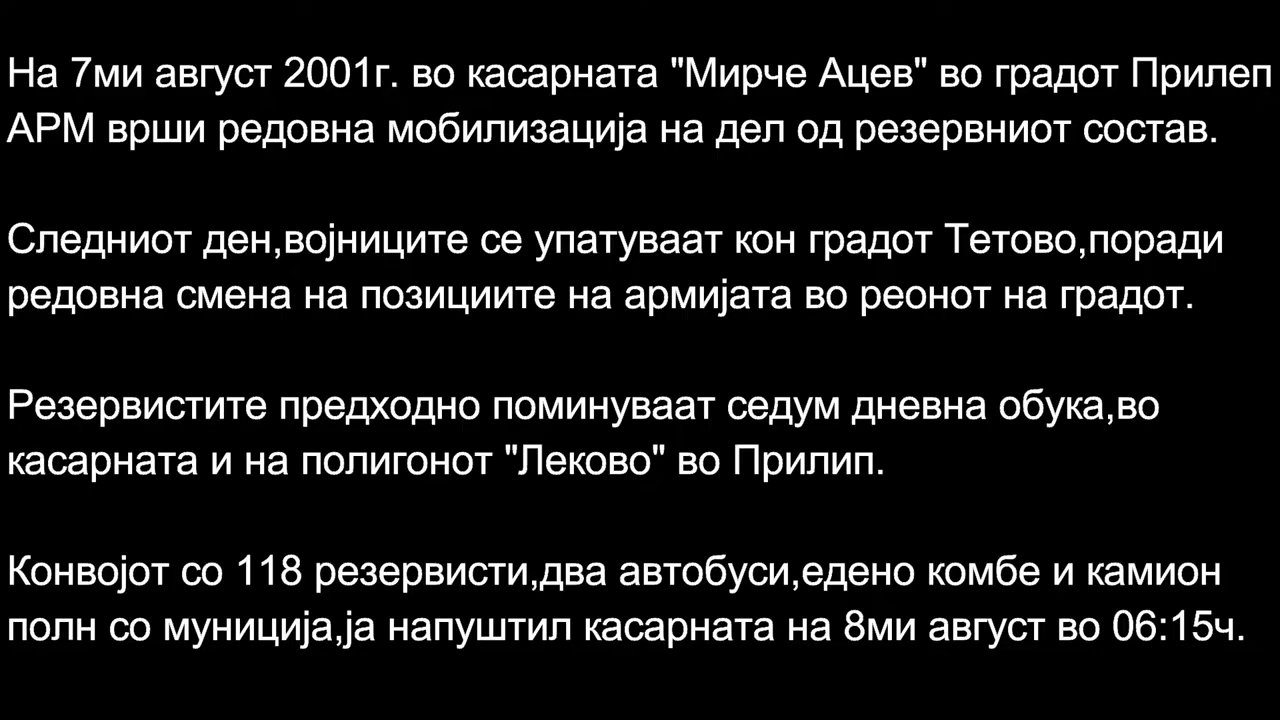 На 7ми август 2001г. во касарната "Мирче Ацев" во градот Прилеп
АРМ врши редовна мобилизација на дел од резервниот состав.
Следниот ден,војниците се упатуваат кон градот Тетово,поради
редовна смена на позициите на армијата во реонот на градот.
Резервистите предходно поминуваат седум дневна обука,во
касарната и на полигонот "Леково" во Прилип.
Конвојот со 118 резервисти,два автобуси,едено комбе и камион
полн со муниција,ја напуштил касарната на 8ми август во 06:15ч.